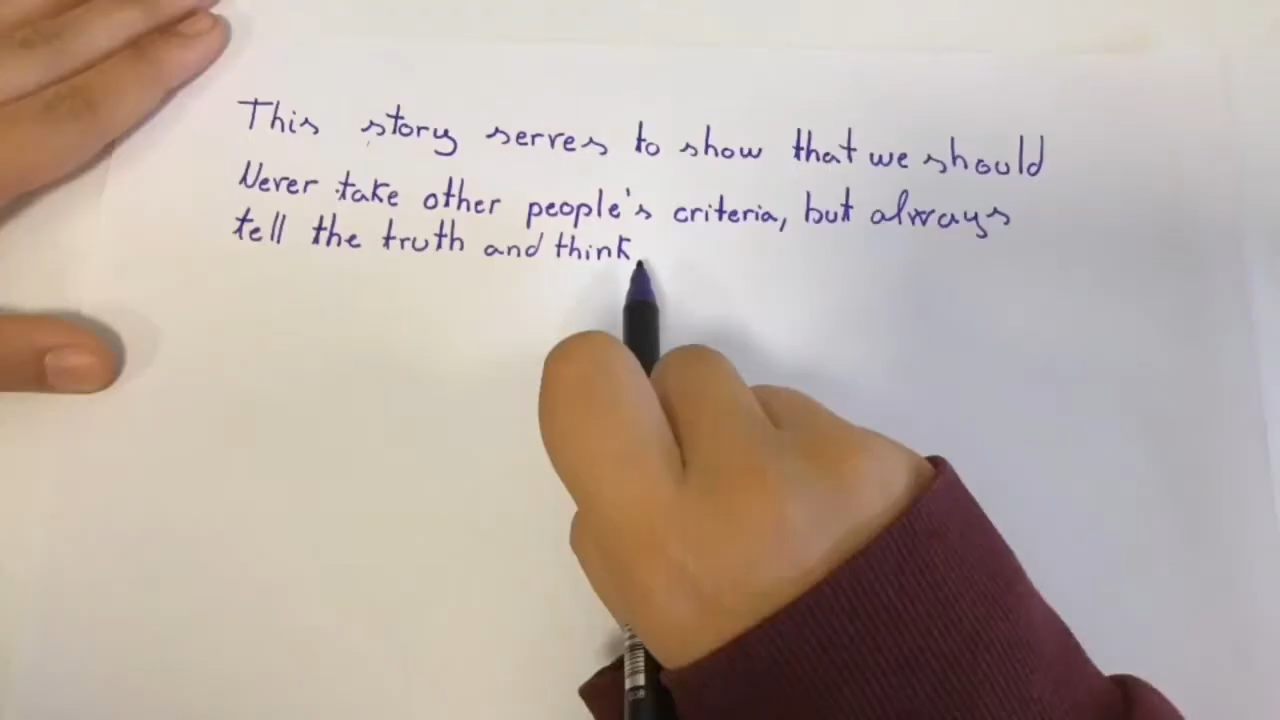 This story serves to show that we should
Never take other people's criteria, but always
tell the truth and think